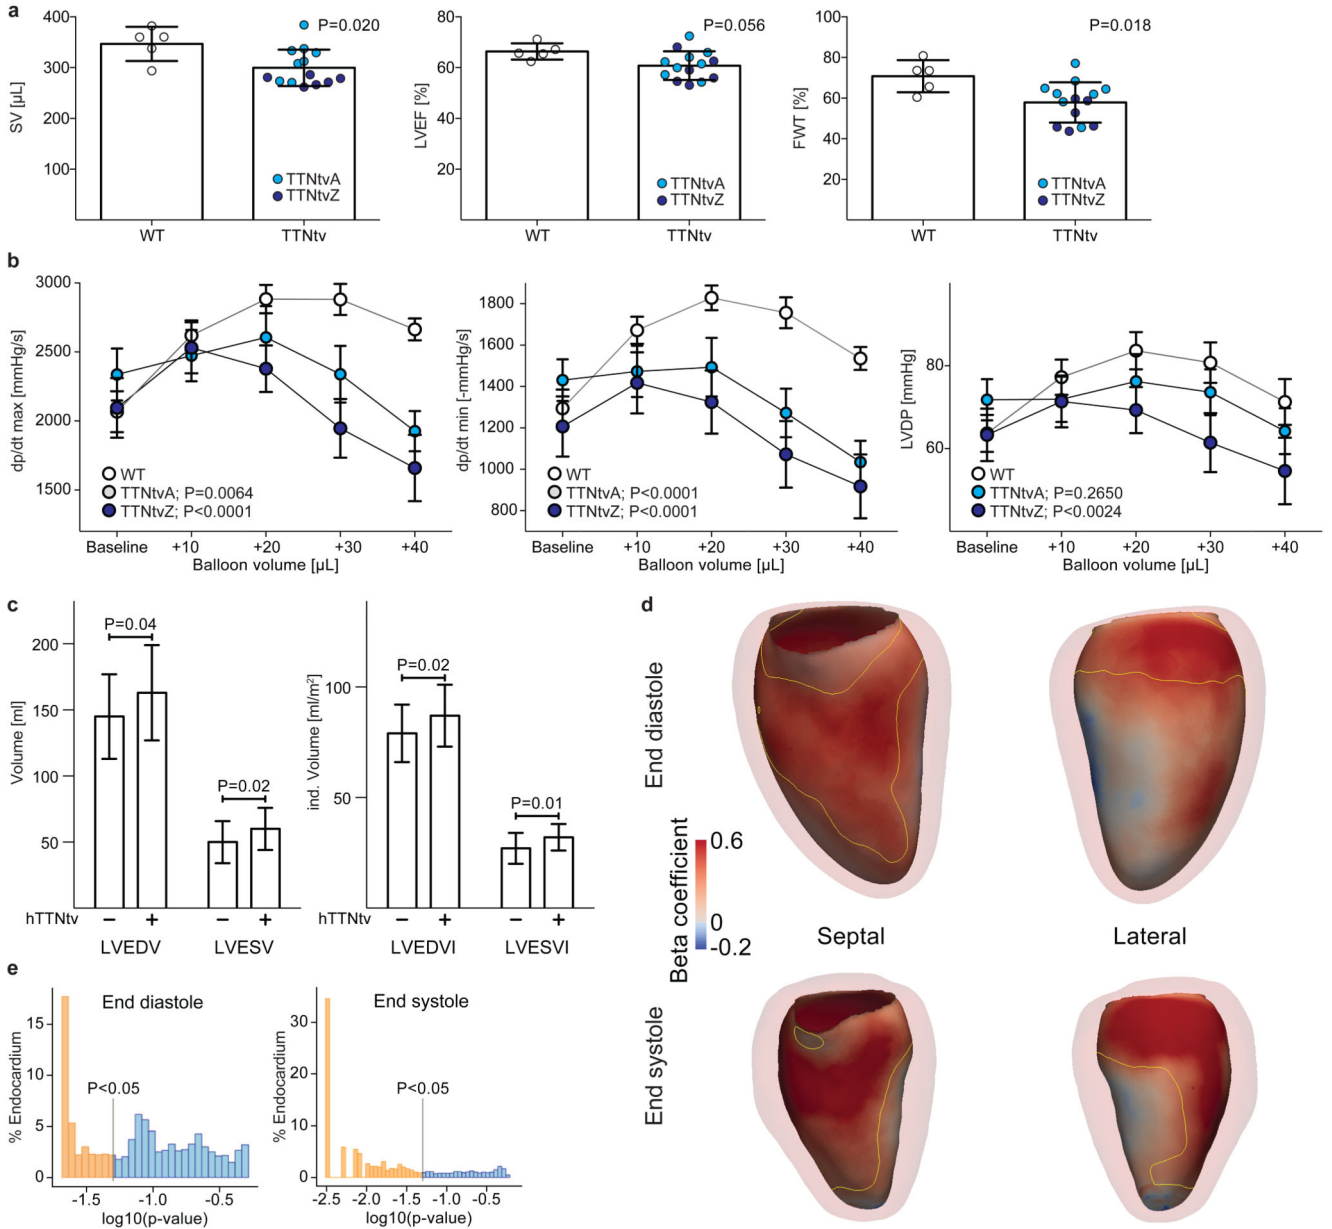 a
400
300
200
100
SV [µL]
P=0.020
TTNtvA
TTNtvZ
WT
TTNtv
80
60
40
20
LVEF [%]
P=0.056
TTNtvA
TTNtvZ
WT
TTNtv
100
80
60
40
20
FWT [%]
P=0.018
TTNtvA
TTNtvZ
WT
TTNtv
b
3000
2500
2000
1500
dp/dt max [mmHg/s]
WT
TTNtvA; P=0.0064
TTNtvZ; P<0.0001
Baseline +10 +20 +30 +40
Balloon volume [µL]
1800
1600
1400
1200
1000
800
dp/dt min [-mmHg/s]
WT
TTNtvA; P<0.0001
TTNtvZ; P<0.0001
Baseline +10 +20 +30 +40
Balloon volume [µL]
80
60
LVDP [mmHg]
WT
TTNtvA; P=0.2650
TTNtvZ; P<0.0024
Baseline +10 +20 +30 +40
Balloon volume [µL]
c
200
150
100
50
Volume [ml]
P=0.04
P=0.02
hTTNtv − + − +
LVEDV LVESV
100
50
ind. Volume [ml/m²]
P=0.02
P=0.01
hTTNtv − + − +
LVEDVI LVESVI
d
End diastole
Beta coefficient
0.6
0
-0.2
Septal
Lateral
End systole
e
End diastole
15
10
5
0
% Endocardium
P<0.05
-1.5 -1.0 -0.5
log10(p-value)
End systole
30
20
10
0
% Endocardium
P<0.05
-2.5 -2.0 -1.5 -1.0 -0.5
log10(p-value)